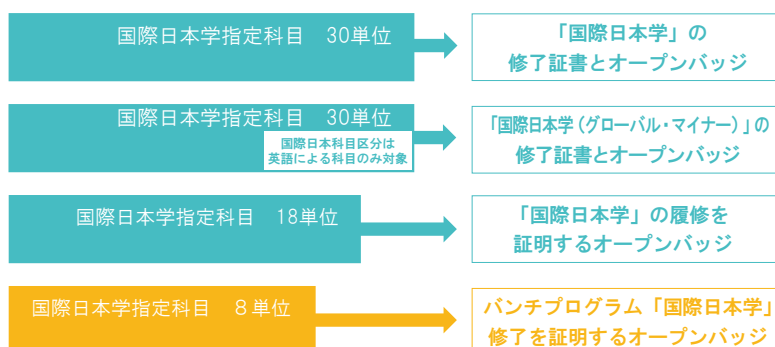 国際日本学指定科目　30単位
「国際日本学」の
修了証書とオープンバッジ
国際日本学指定科目　30単位
国際日本科目区分は
英語による科目のみ対象
「国際日本学（グローバル・マイナー）」の
修了証書とオープンバッジ
国際日本学指定科目　18単位
「国際日本学」の履修を
証明するオープンバッジ
国際日本学指定科目　８単位
バンチプログラム「国際日本学」
修了を証明するオープンバッジ